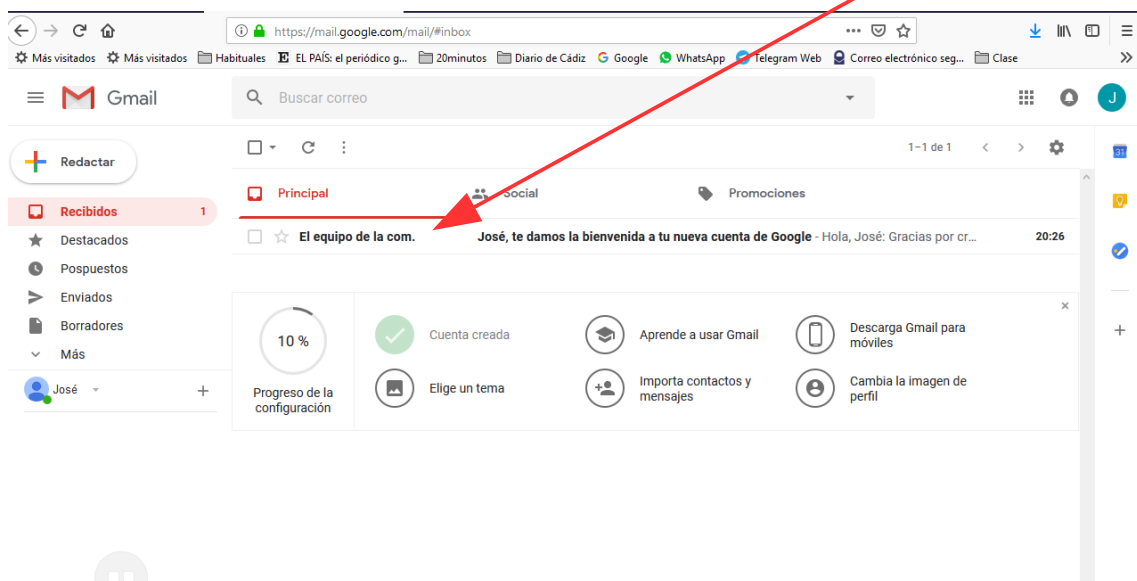 https://mail.google.com/mail/#inbox
Más visitados Más visitados Habituales EL PAÍS: el periódico g... 20minutos Diario de Cádiz Google WhatsApp Telegram Web Correo electrónico seg... Clase
Gmail Buscar correo J
Redactar 1–1 de 1 31
Principal Social Promociones
Recibidos 1
El equipo de la com. José, te damos la bienvenida a tu nueva cuenta de Google - Hola, José: Gracias por cr... 20:26
Destacados
Pospuestos
Enviados
Borradores
Más
José
10 %
Progreso de la
configuración
Cuenta creada
Aprende a usar Gmail
Descarga Gmail para
móviles
Elige un tema
Importa contactos y
mensajes
Cambia la imagen de
perfil